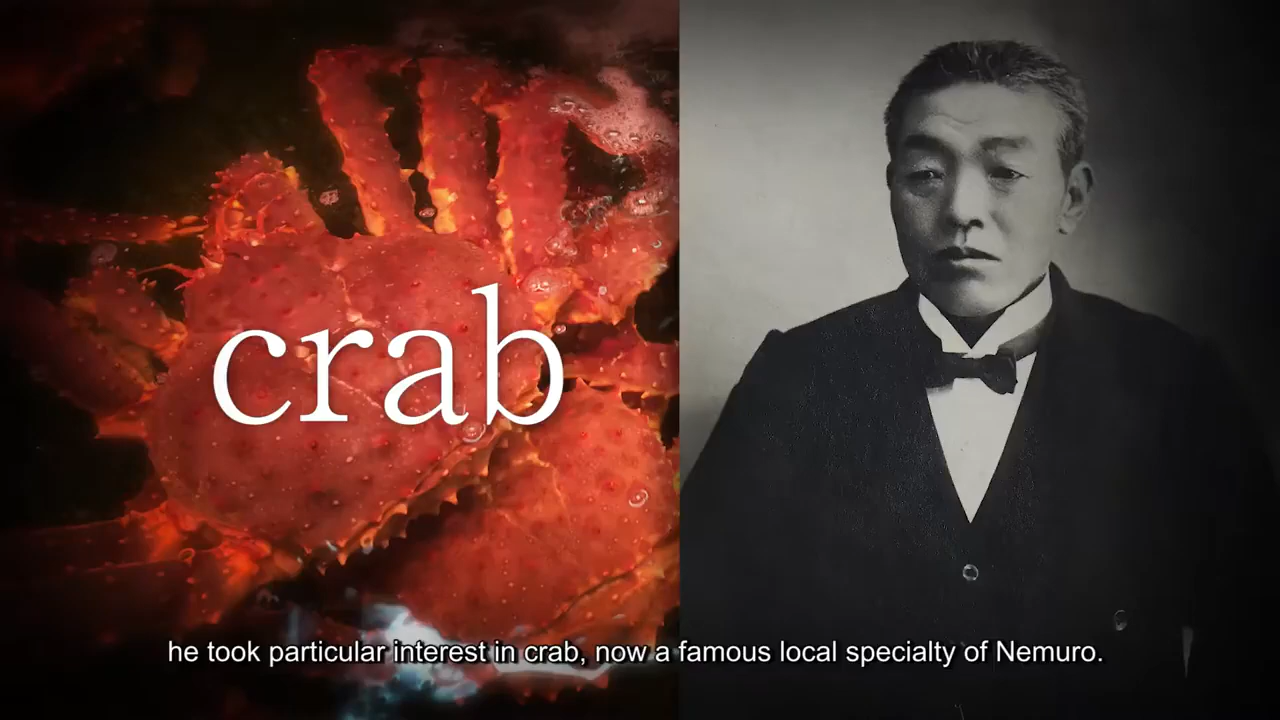 crab
he took particular interest in crab, now a famous local specialty of Nemuro.